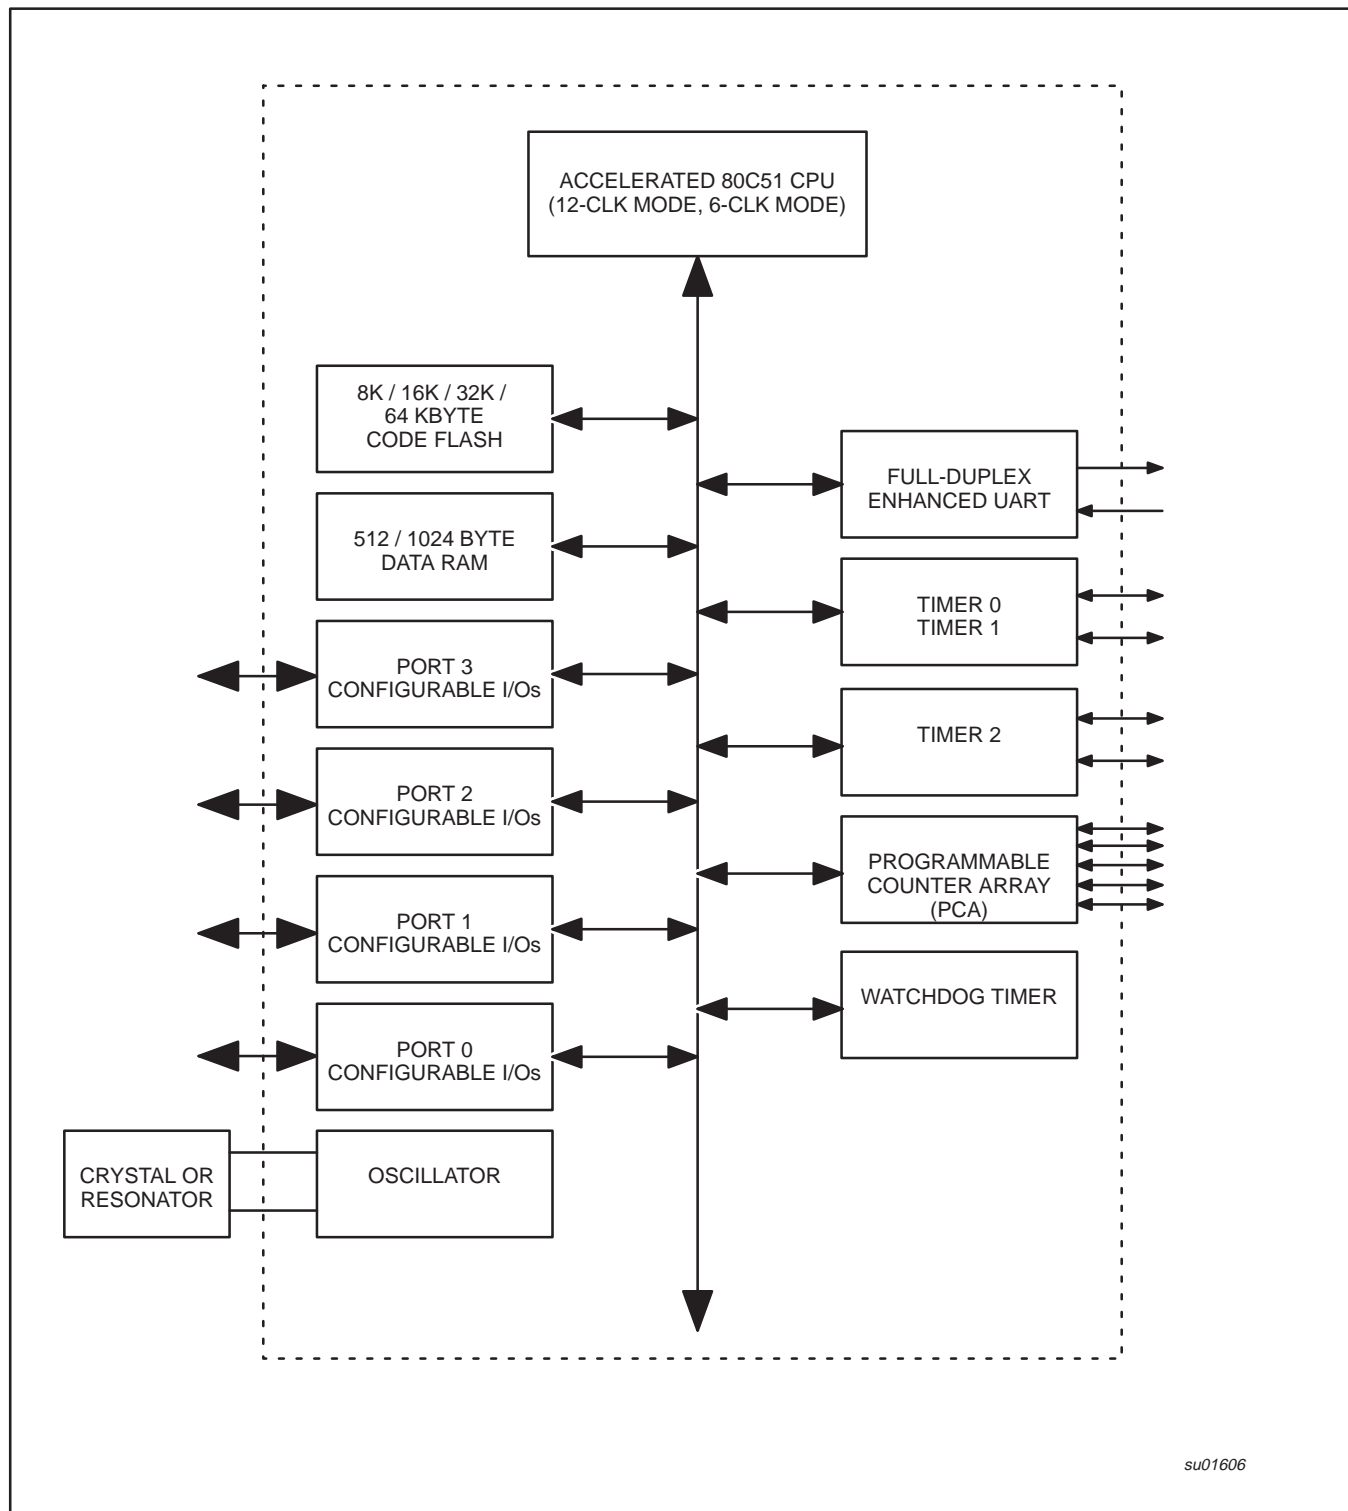 ACCELERATED 80C51 CPU
(12-CLK MODE, 6-CLK MODE)
8K / 16K / 32K /
64 KBYTE
CODE FLASH
512 / 1024 BYTE
DATA RAM
PORT 3
CONFIGURABLE I/Os
PORT 2
CONFIGURABLE I/Os
PORT 1
CONFIGURABLE I/Os
PORT 0
CONFIGURABLE I/Os
CRYSTAL OR
RESONATOR
OSCILLATOR
FULL-DUPLEX
ENHANCED UART
TIMER 0
TIMER 1
TIMER 2
PROGRAMMABLE
COUNTER ARRAY
(PCA)
WATCHDOG TIMER
su01606